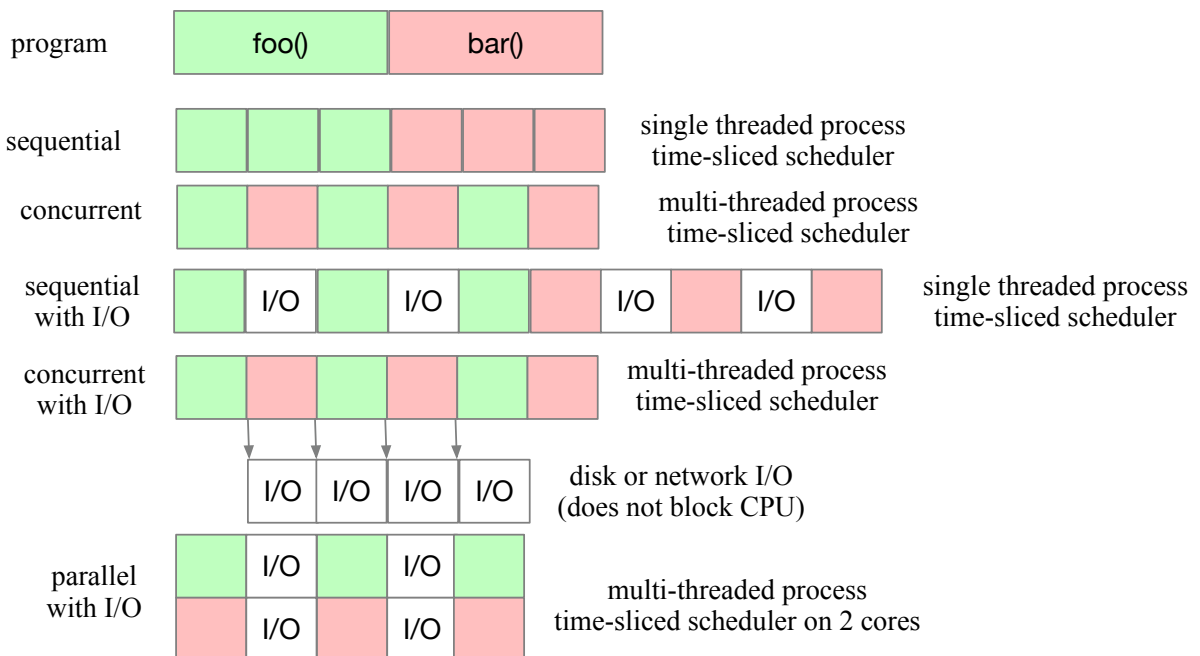 program
foo()
bar()
sequential
single threaded process
time-sliced scheduler
concurrent
multi-threaded process
time-sliced scheduler
sequential
with I/O
I/O
I/O
I/O
I/O
single threaded process
time-sliced scheduler
concurrent
with I/O
multi-threaded process
time-sliced scheduler
I/O
I/O
I/O
I/O
disk or network I/O
(does not block CPU)
parallel
with I/O
I/O
I/O
I/O
I/O
multi-threaded process
time-sliced scheduler on 2 cores